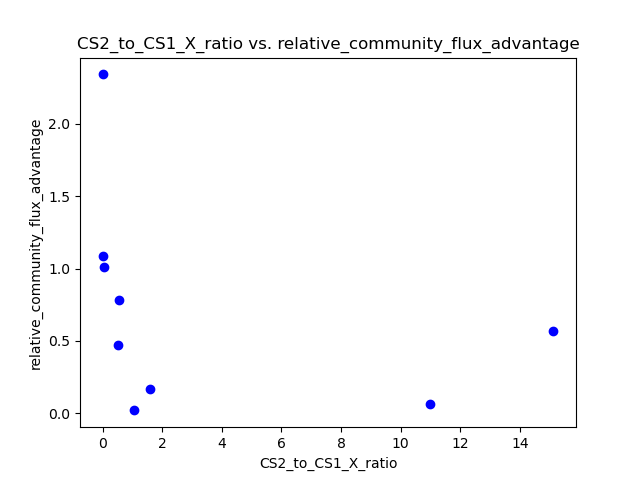 CS2_to_CS1_X_ratio vs. relative_community_flux_advantage
relative_community_flux_advantage
2.0
1.5
1.0
0.5
0.0
0 2 4 6 8 10 12 14
CS2_to_CS1_X_ratio